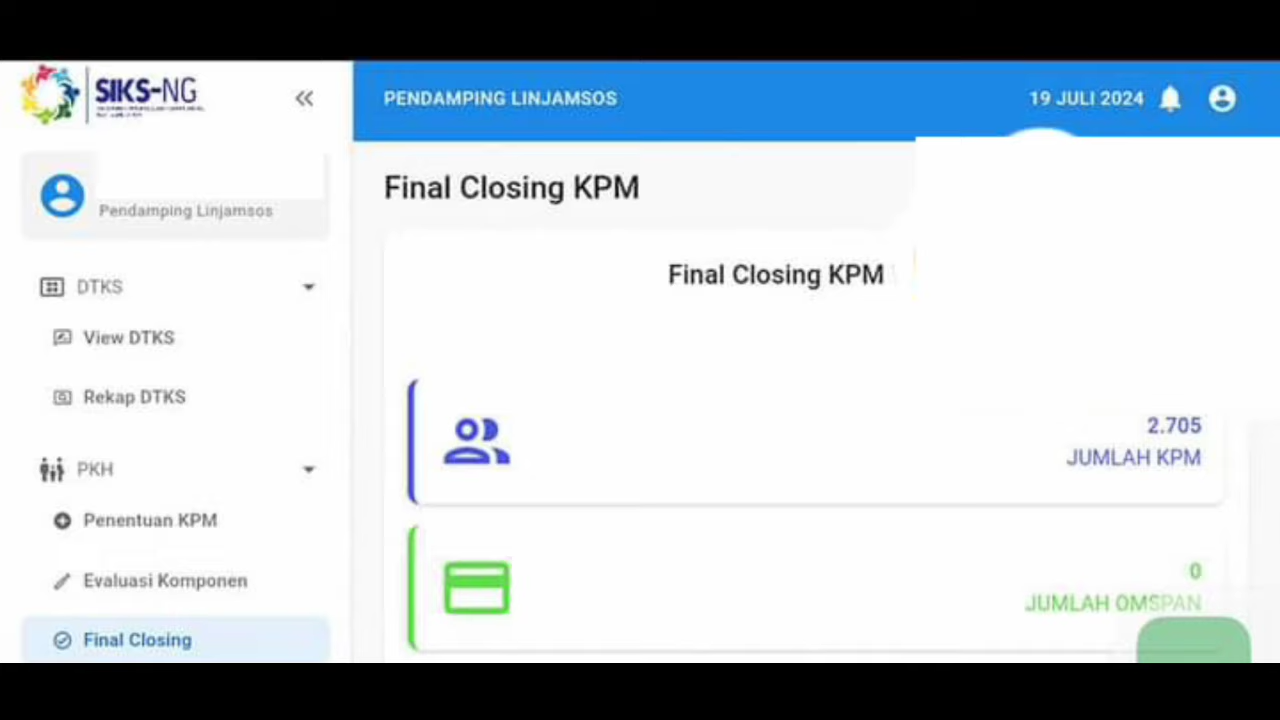 SIKS-NG
PENDAMPING LINJAMSOS
19 JULI 2024
Pendamping Linjamsos
Final Closing KPM
Final Closing KPM
DTKS
View DTKS
Rekap DTKS
PKH
Penentuan KPM
Evaluasi Komponen
Final Closing
2.705
JUMLAH KPM
0
JUMLAH OMSPAN